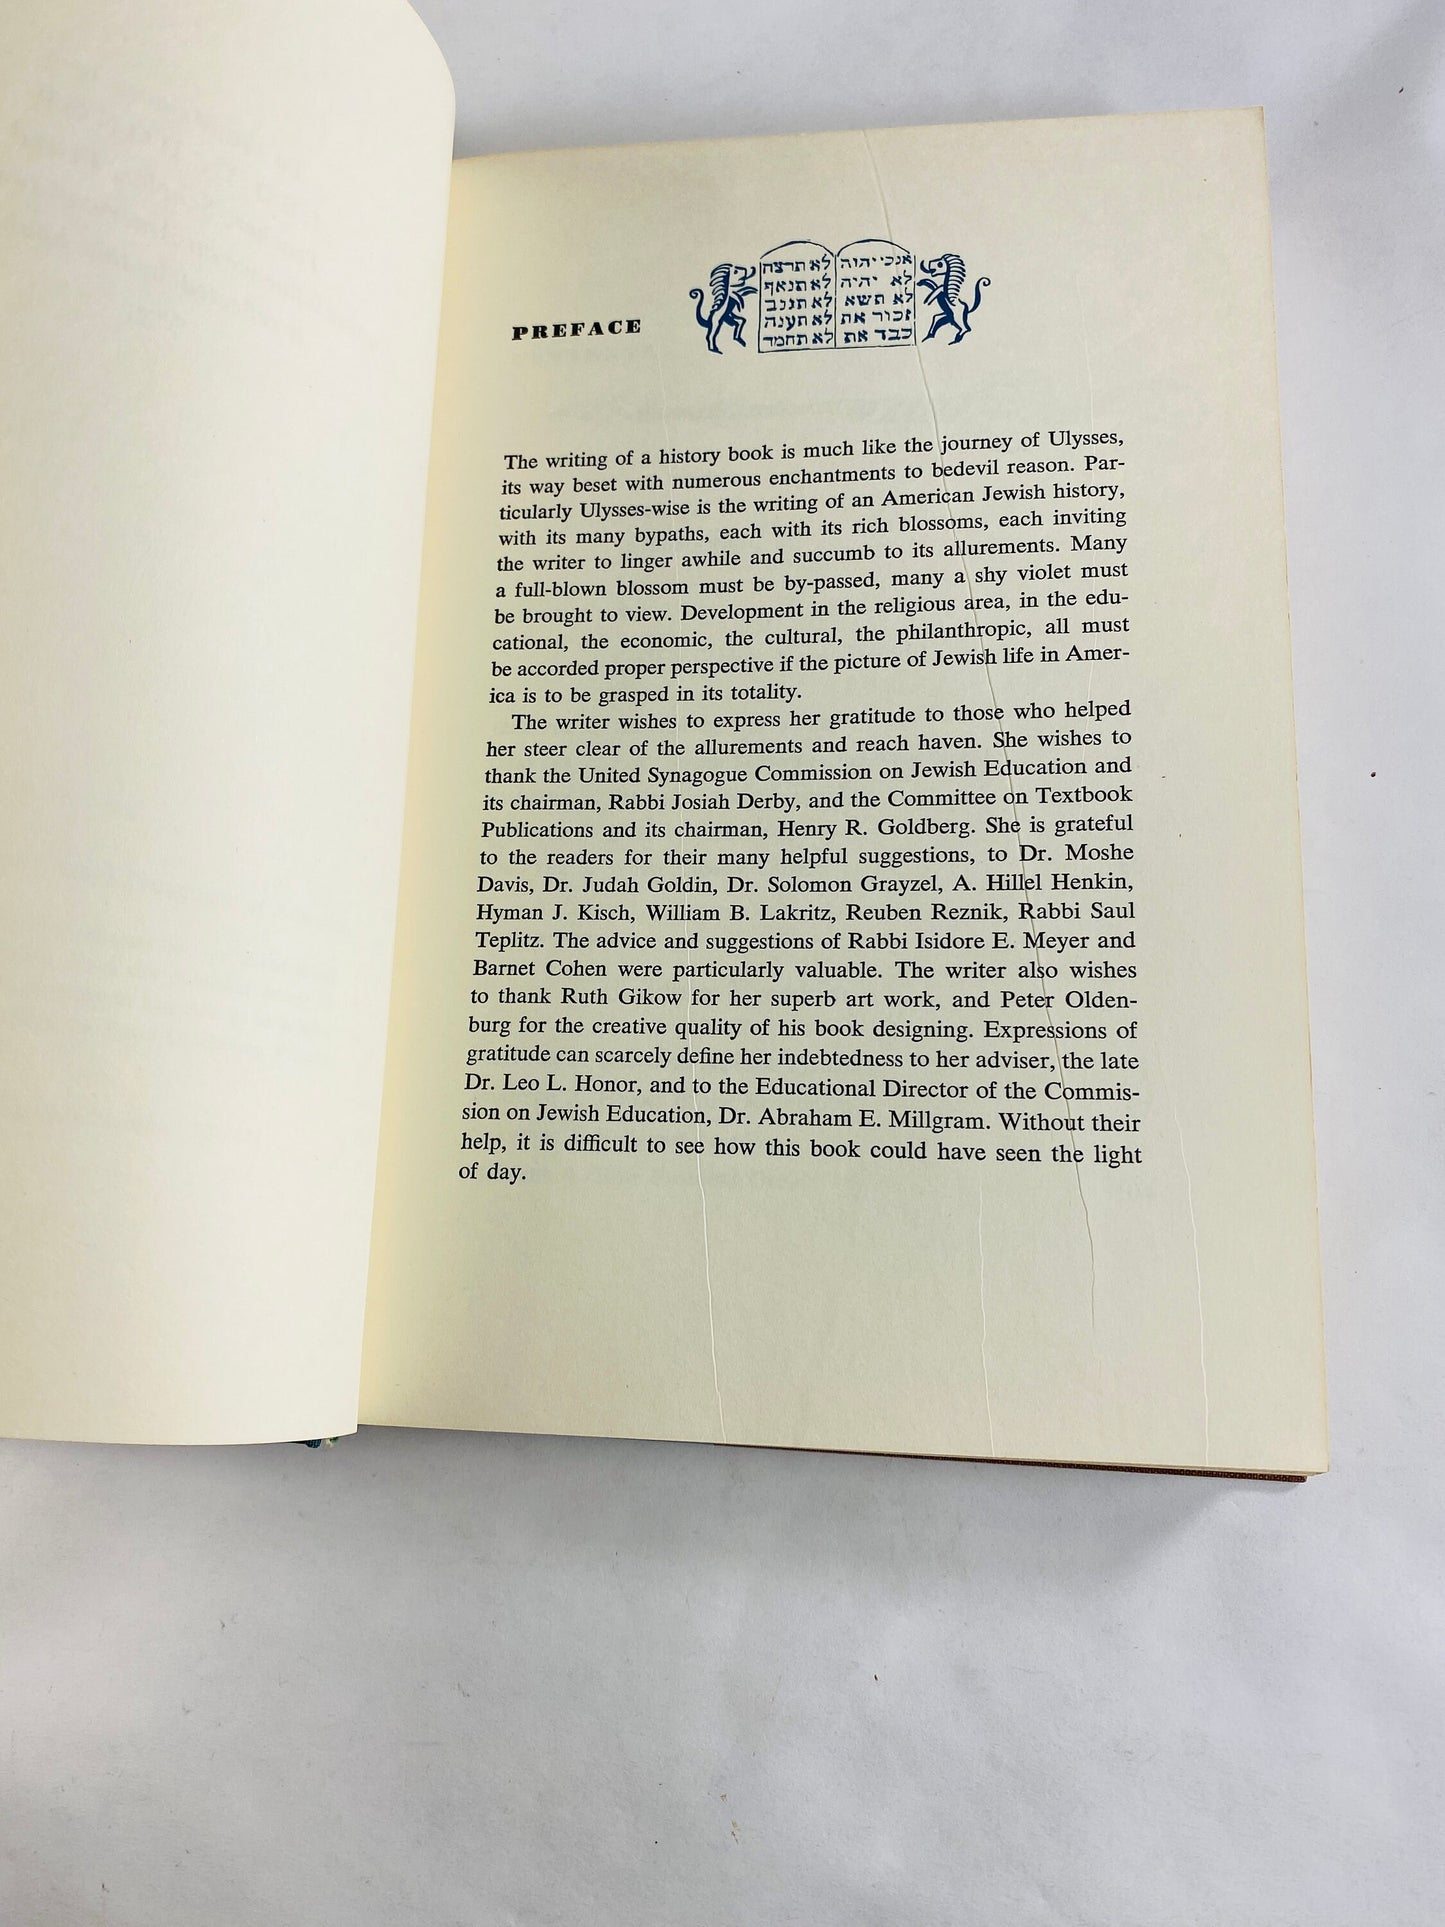 PREFACE
אנכי יהוה
לא יהיה
לא תשא
זכור את
כבד את
לא תרצח
לא תנאף
לא תגנב
לא תענה
לא תחמד
The writing of a history book is much like the journey of Ulysses,
its way beset with numerous enchantments to bedevil reason. Par-
ticularly Ulysses-wise is the writing of an American Jewish history,
with its many bypaths, each with its rich blossoms, each inviting
the writer to linger awhile and succumb to its allurements. Many
a full-blown blossom must be by-passed, many a shy violet must
be brought to view. Development in the religious area, in the edu-
cational, the economic, the cultural, the philanthropic, all must
be accorded proper perspective if the picture of Jewish life in Amer-
ica is to be grasped in its totality.
The writer wishes to express her gratitude to those who helped
her steer clear of the allurements and reach haven. She wishes to
thank the United Synagogue Commission on Jewish Education and
its chairman, Rabbi Josiah Derby, and the Committee on Textbook
Publications and its chairman, Henry R. Goldberg. She is grateful
to the readers for their many helpful suggestions, to Dr. Moshe
Davis, Dr. Judah Goldin, Dr. Solomon Grayzel, A. Hillel Henkin,
Hyman J. Kisch, William B. Lakritz, Reuben Reznik, Rabbi Saul
Teplitz. The advice and suggestions of Rabbi Isidore E. Meyer and
Barnet Cohen were particularly valuable. The writer also wishes
to thank Ruth Gikow for her superb art work, and Peter Olden-
burg for the creative quality of his book designing. Expressions of
gratitude can scarcely define her indebtedness to her adviser, the late
Dr. Leo L. Honor, and to the Educational Director of the Commis-
sion on Jewish Education, Dr. Abraham E. Millgram. Without their
help, it is difficult to see how this book could have seen the light
of day.